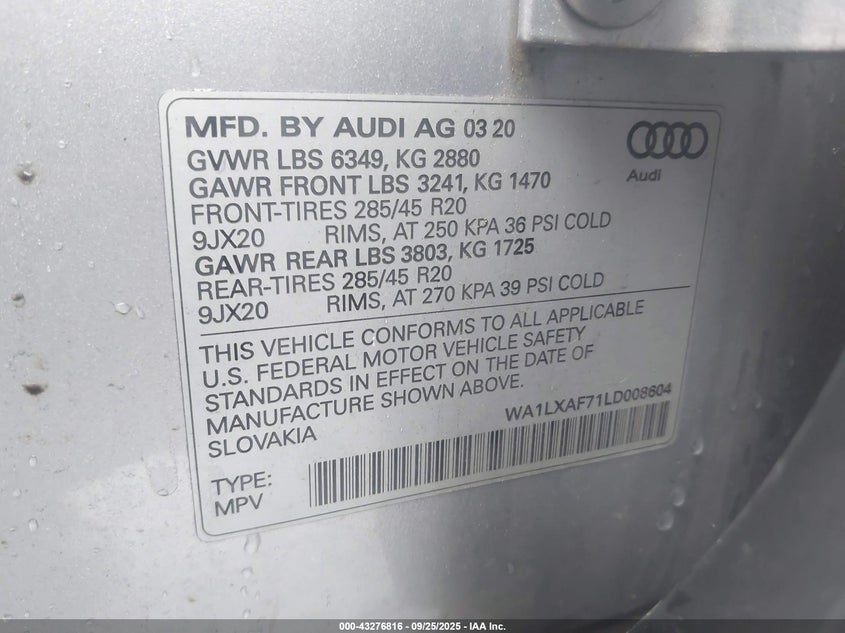 MFD. BY AUDI AG 03 20
Audi
GVWR LBS 6349, KG 2880
GAWR FRONT LBS 3241, KG 1470
FRONT-TIRES 285/45 R20
9JX20 RIMS, AT 250 KPA 36 PSI COLD
GAWR REAR LBS 3803, KG 1725
REAR-TIRES 285/45 R20
9JX20 RIMS, AT 270 KPA 39 PSI COLD
THIS VEHICLE CONFORMS TO ALL APPLICABLE
U.S. FEDERAL MOTOR VEHICLE SAFETY
STANDARDS IN EFFECT ON THE DATE OF
MANUFACTURE SHOWN ABOVE.
SLOVAKIA
WA1LXAF71LD008604
TYPE:
MPV
000-43276816 - 09/25/2025 - IAA Inc.